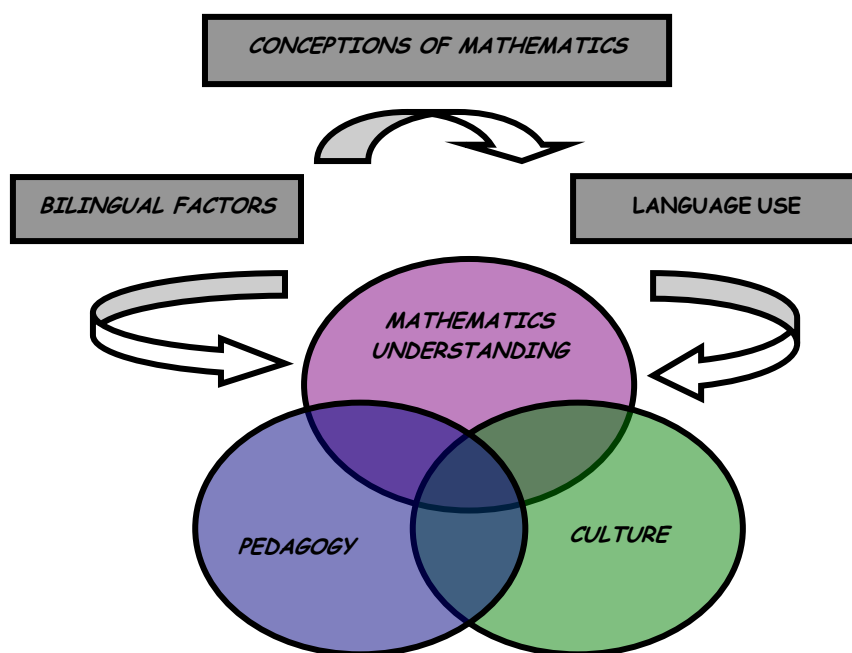 CONCEPTIONS OF MATHEMATICS
BILINGUAL FACTORS
LANGUAGE USE
MATHEMATICS
UNDERSTANDING
PEDAGOGY
CULTURE